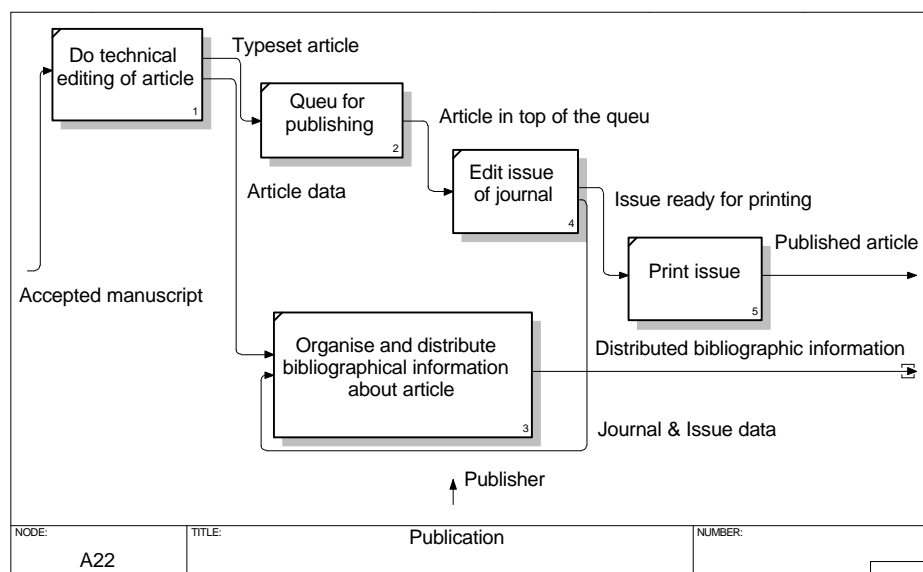 Do technical
editing of article
1
Typeset article
Queu for
publishing
2
Article in top of the queu
Article data
Edit issue
of journal
4
Issue ready for printing
Accepted manuscript
Print issue
5
Published article
Organise and distribute
bibliographical information
about article
3
Distributed bibliographic information
Journal & Issue data
Publisher
NODE:
A22
TITLE:
Publication
NUMBER: